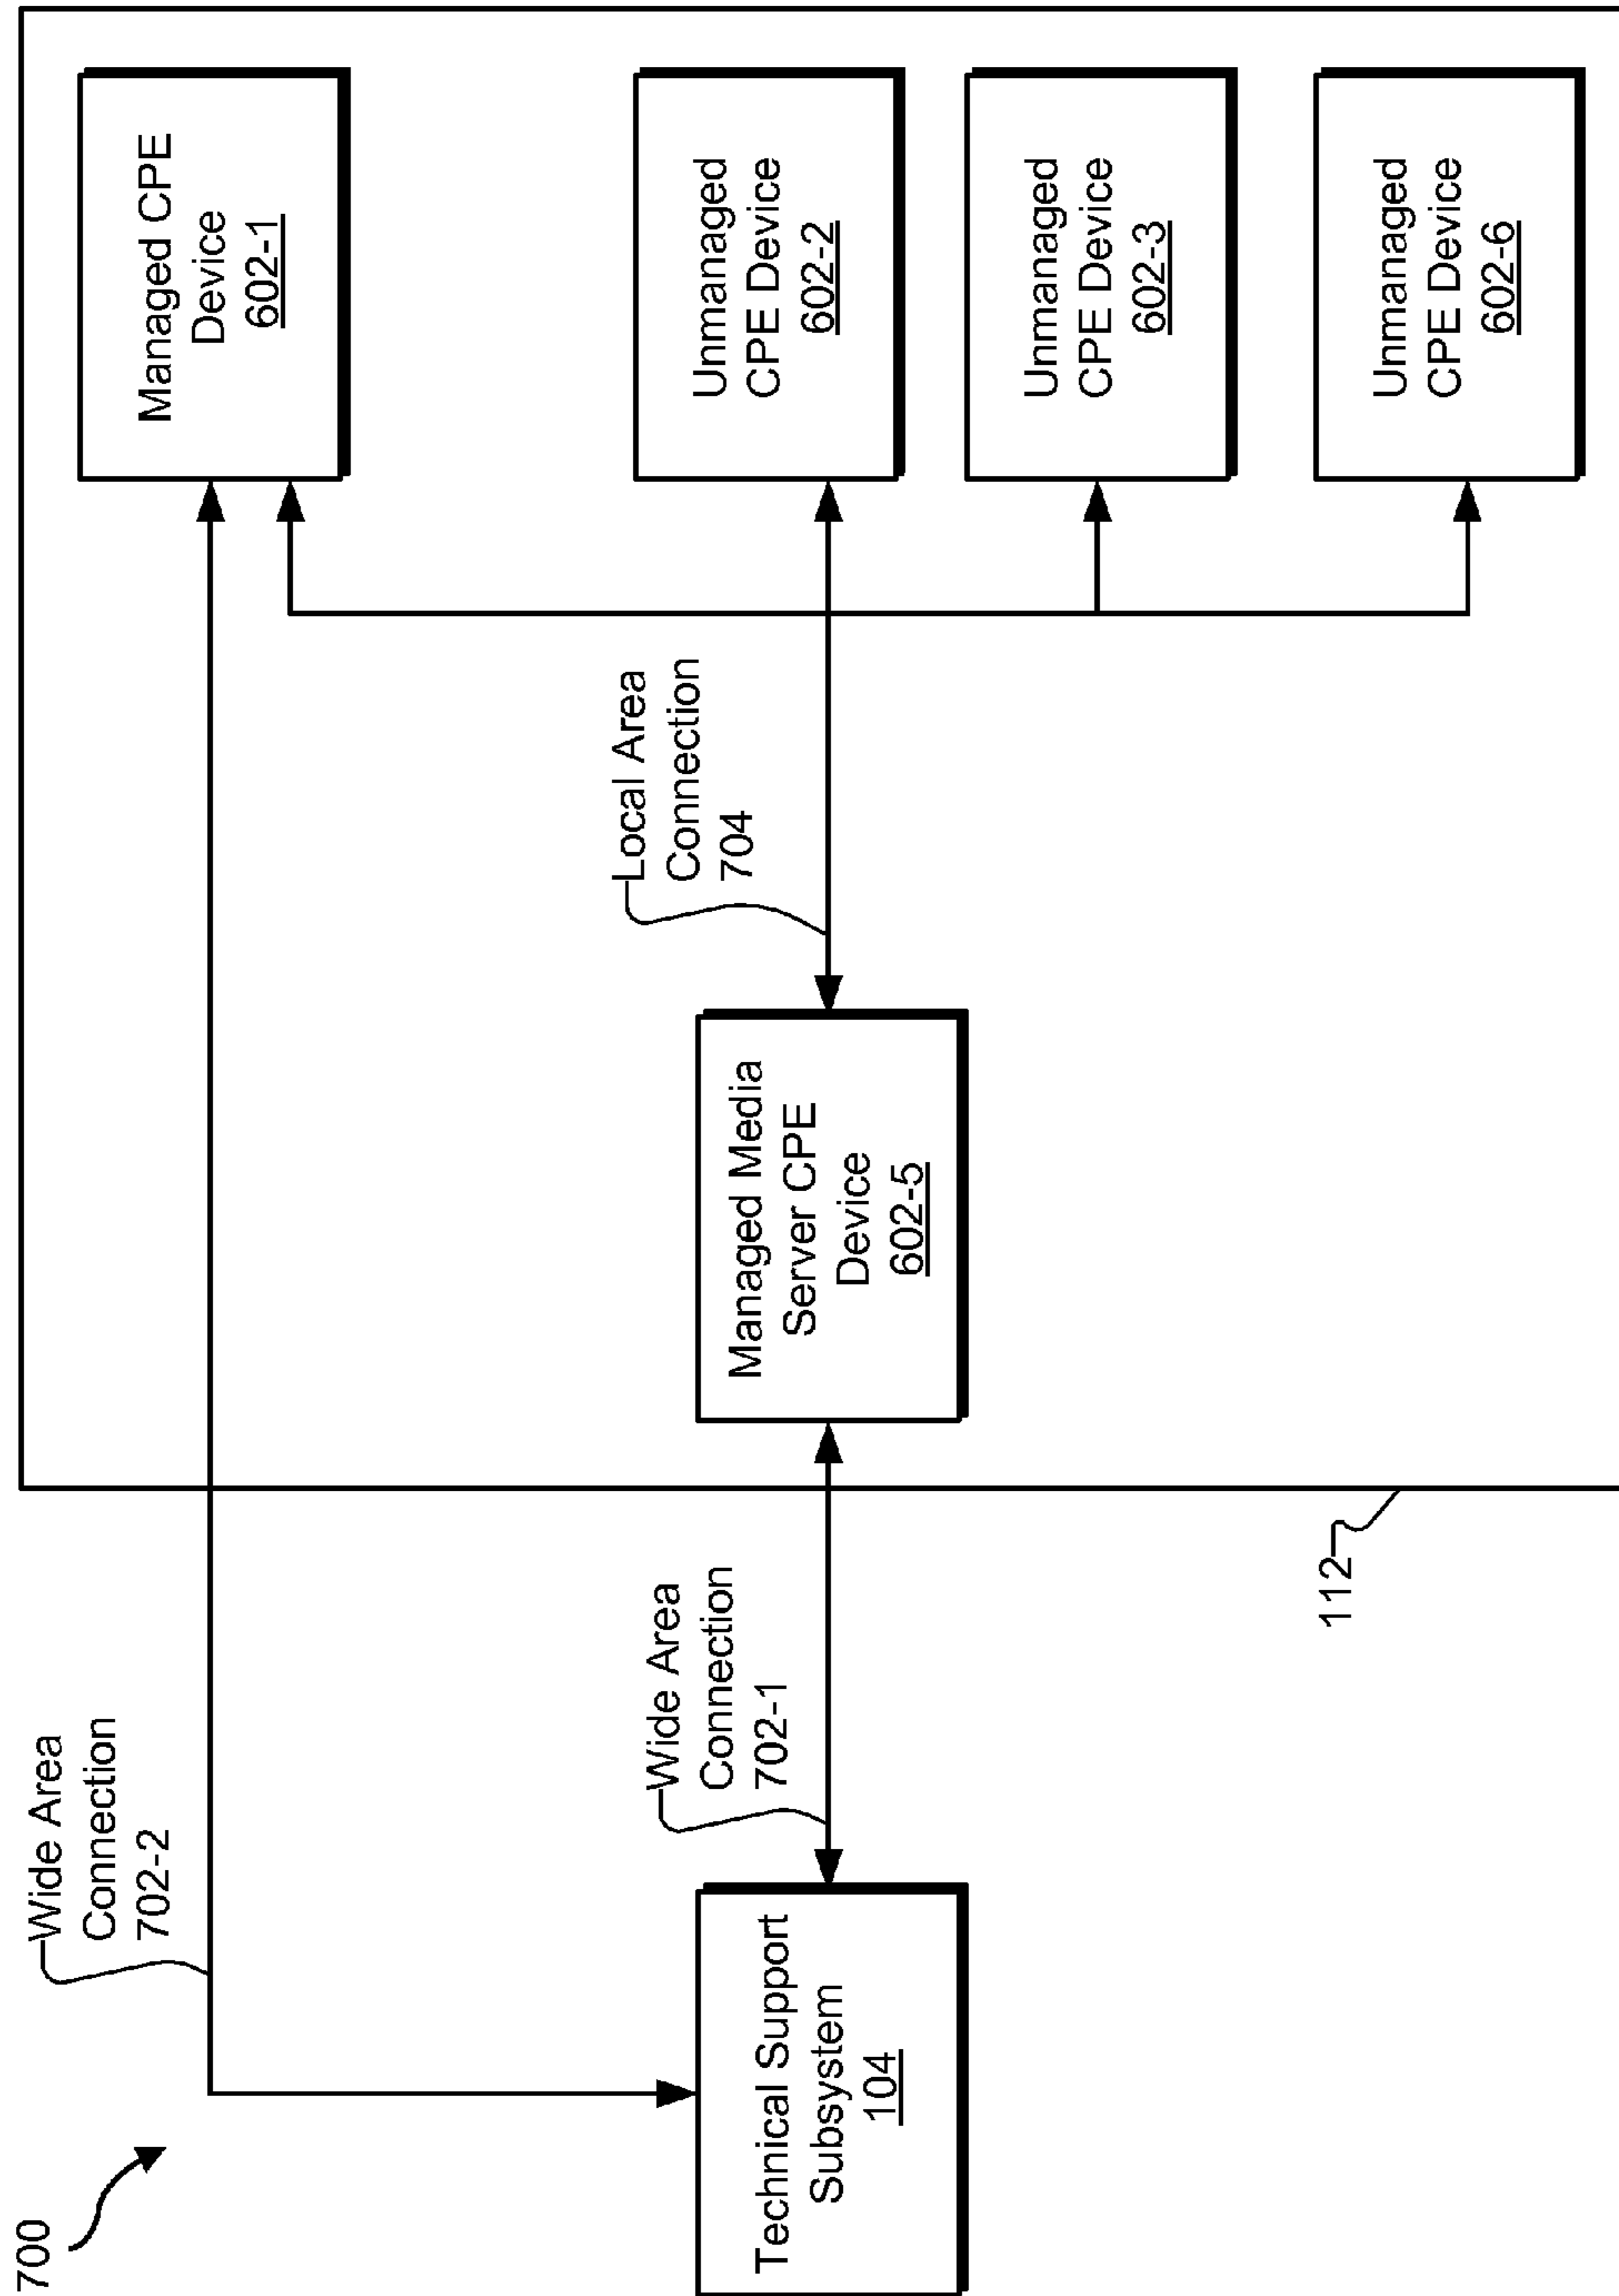 700
Wide Area
Connection
702-2
Technical Support
Subsystem
104
Wide Area
Connection
702-1
112
Managed Media
Server CPE
Device
602-5
Local Area
Connection
704
Managed CPE
Device
602-1
Unmanaged
CPE Device
602-2
Unmanaged
CPE Device
602-3
Unmanaged
CPE Device
602-6